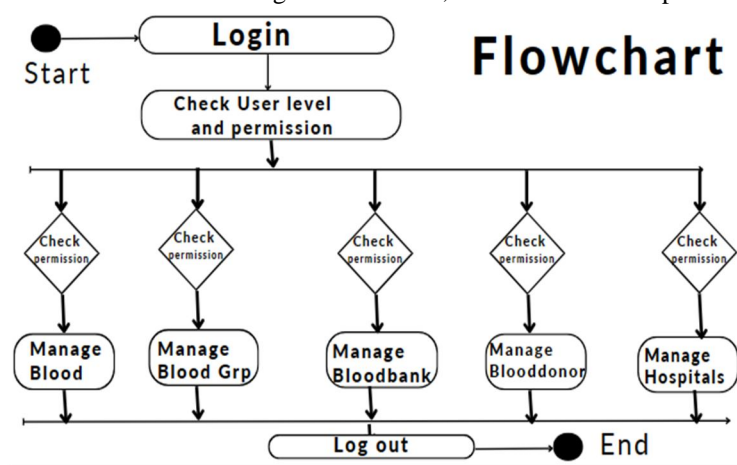 Login
Flowchart
Start
Check User level
and permission
Check
permission
Check
permission
Check
permission
Check
permission
Check
permission
Manage
Blood
Manage
Blood Grp
Manage
Bloodbank
Manage
Blooddonor
Manage
Hospitals
Log out
End